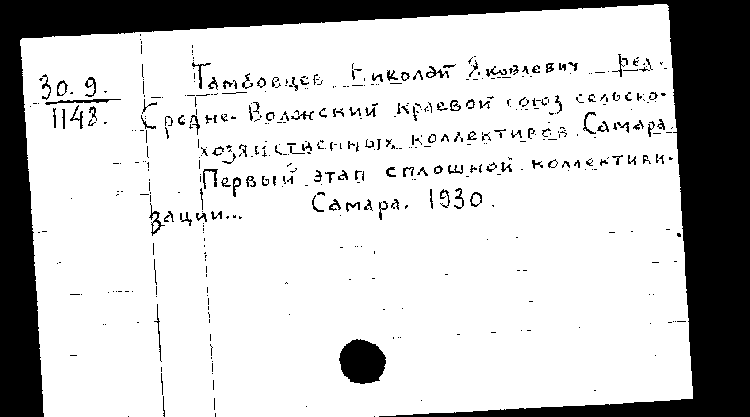 30.9.
1143.
Тамбовцев Николай Яковлевич ред.
Средне-Волжский краевой союз сельско-
хозяйственных коллективов. Самара.
Первый этап сплошной коллективи-
зации... Самара. 1930.